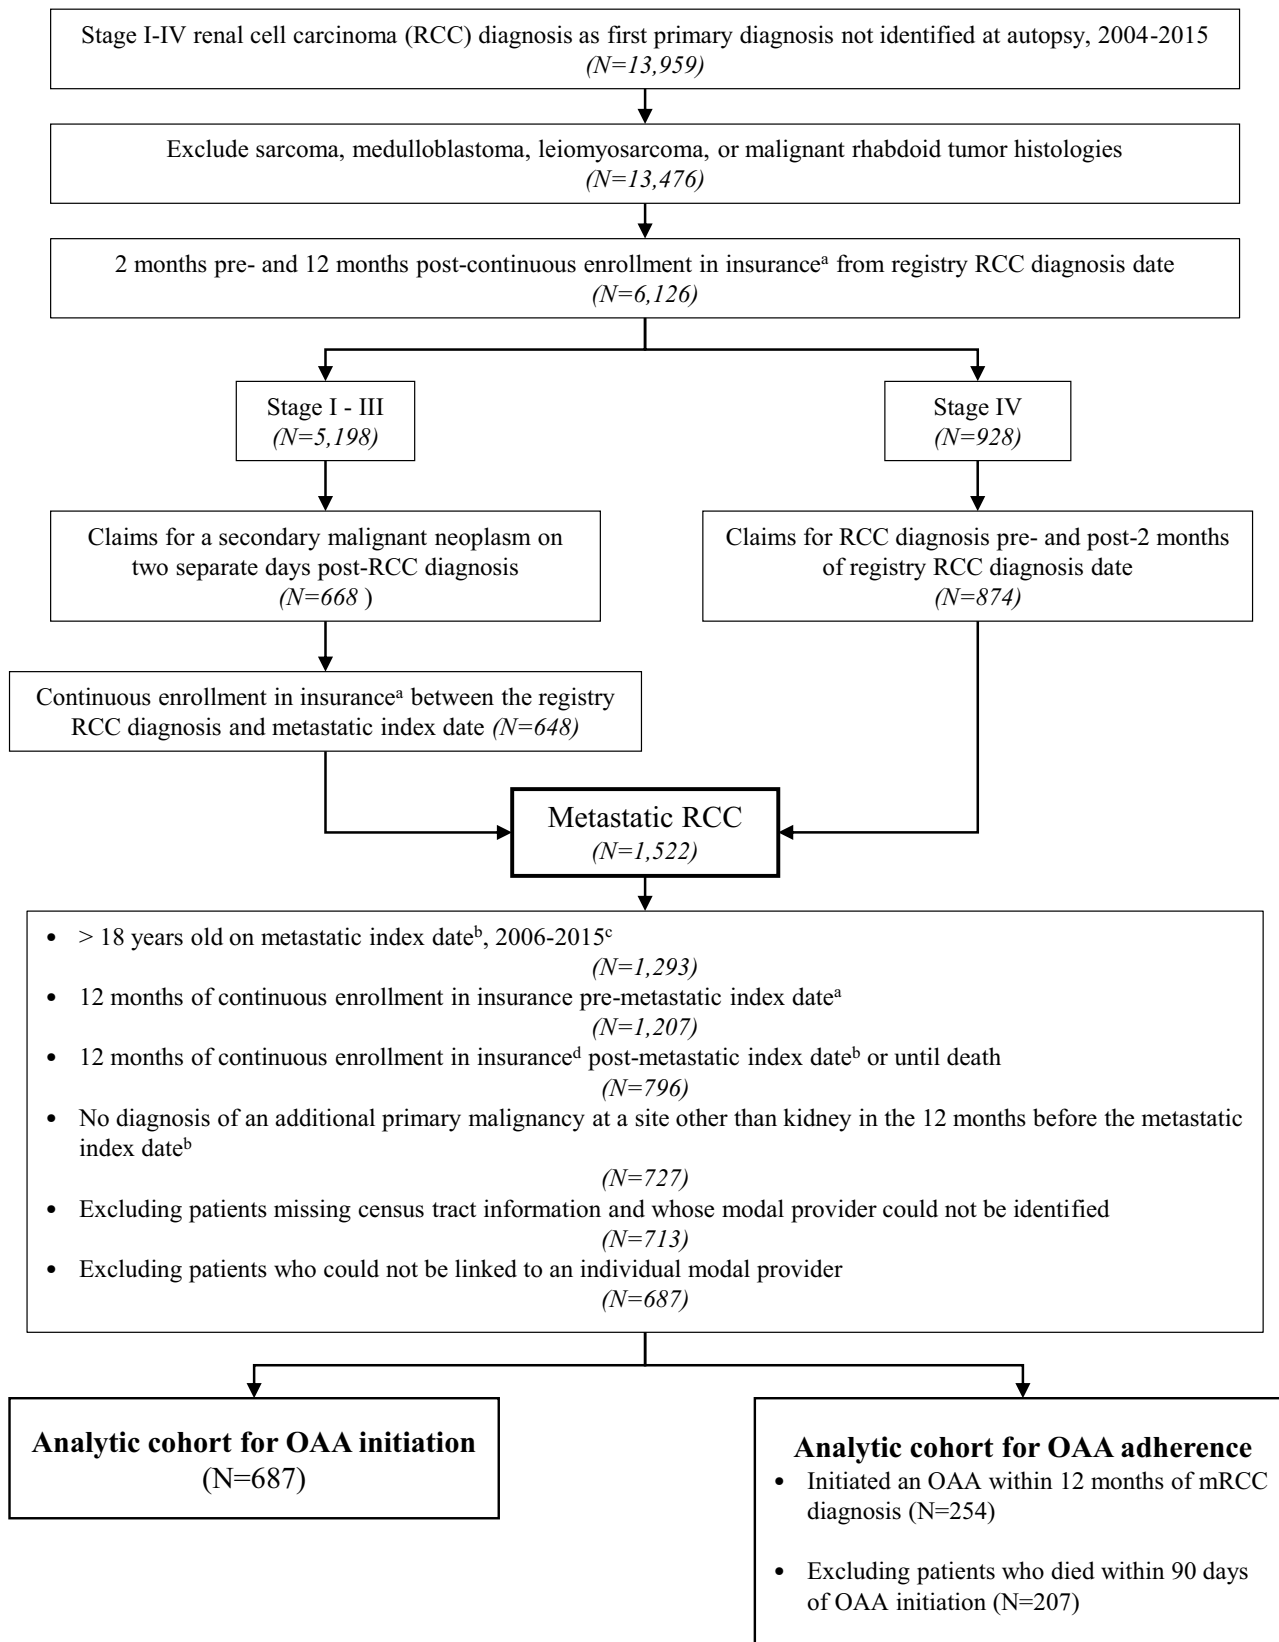 Stage I-IV renal cell carcinoma (RCC) diagnosis as first primary diagnosis not identified at autopsy, 2004-2015
(N=13,959)
Exclude sarcoma, medulloblastoma, leiomyosarcoma, or malignant rhabdoid tumor histologies
(N=13,476)
2 months pre- and 12 months post-continuous enrollment in insuranceᵃ from registry RCC diagnosis date
(N=6,126)
Stage I - III
(N=5,198)
Stage IV
(N=928)
Claims for a secondary malignant neoplasm on
two separate days post-RCC diagnosis
(N=668 )
Claims for RCC diagnosis pre- and post-2 months
of registry RCC diagnosis date
(N=874)
Continuous enrollment in insuranceᵃ between the registry
RCC diagnosis and metastatic index date (N=648)
Metastatic RCC
(N=1,522)
• > 18 years old on metastatic index dateᵇ, 2006-2015ᶜ
(N=1,293)
• 12 months of continuous enrollment in insurance pre-metastatic index dateᵃ
(N=1,207)
• 12 months of continuous enrollment in insuranceᵈ post-metastatic index dateᵇ or until death
(N=796)
• No diagnosis of an additional primary malignancy at a site other than kidney in the 12 months before the metastatic
index dateᵇ
(N=727)
• Excluding patients missing census tract information and whose modal provider could not be identified
(N=713)
• Excluding patients who could not be linked to an individual modal provider
(N=687)
Analytic cohort for OAA initiation
(N=687)
Analytic cohort for OAA adherence
• Initiated an OAA within 12 months of mRCC
diagnosis (N=254)
• Excluding patients who died within 90 days
of OAA initiation (N=207)